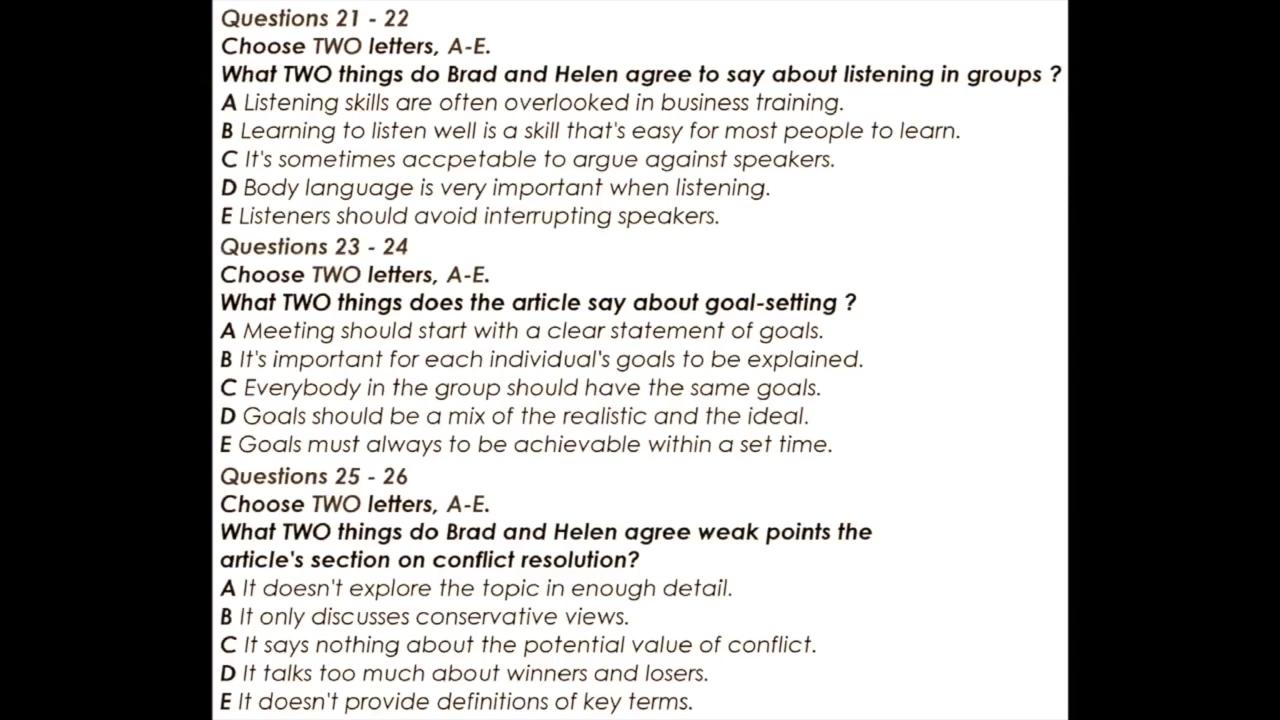 Questions 21 - 22
Choose TWO letters, A-E.
What TWO things do Brad and Helen agree to say about listening in groups ?
A Listening skills are often overlooked in business training.
B Learning to listen well is a skill that's easy for most people to learn.
C It's sometimes accpetable to argue against speakers.
D Body language is very important when listening.
E Listeners should avoid interrupting speakers.
Questions 23 - 24
Choose TWO letters, A-E.
What TWO things does the article say about goal-setting ?
A Meeting should start with a clear statement of goals.
B It's important for each individual's goals to be explained.
C Everybody in the group should have the same goals.
D Goals should be a mix of the realistic and the ideal.
E Goals must always to be achievable within a set time.
Questions 25 - 26
Choose TWO letters, A-E.
What TWO things do Brad and Helen agree weak points the
article's section on conflict resolution?
A It doesn't explore the topic in enough detail.
B It only discusses conservative views.
C It says nothing about the potential value of conflict.
D It talks too much about winners and losers.
E It doesn't provide definitions of key terms.